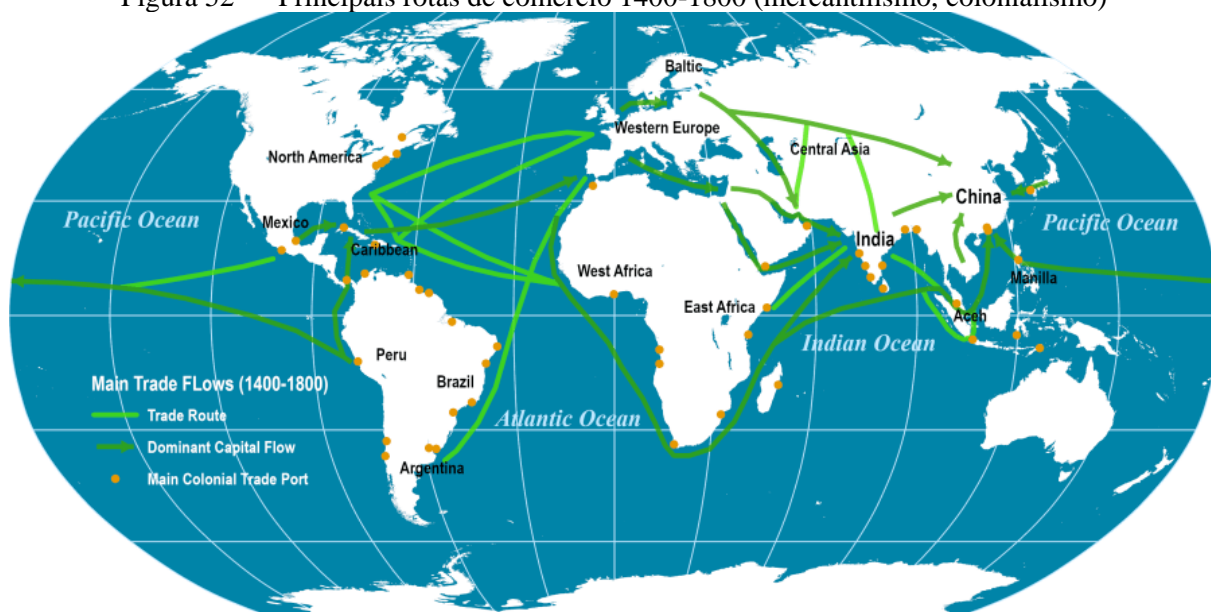 Figura 32 — Principais rotas de comércio 1400-1800 (mercantilismo, colonialismo)
Baltic
Western Europe
North America
Central Asia
China
Pacific Ocean
Mexico
Pacific Ocean
India
Caribbean
West Africa
Manilla
East Africa
Aceh
Indian Ocean
Peru
Main Trade FLows (1400-1800)
Brazil
Trade Route
Atlantic Ocean
Dominant Capital Flow
Argentina
Main Colonial Trade Port